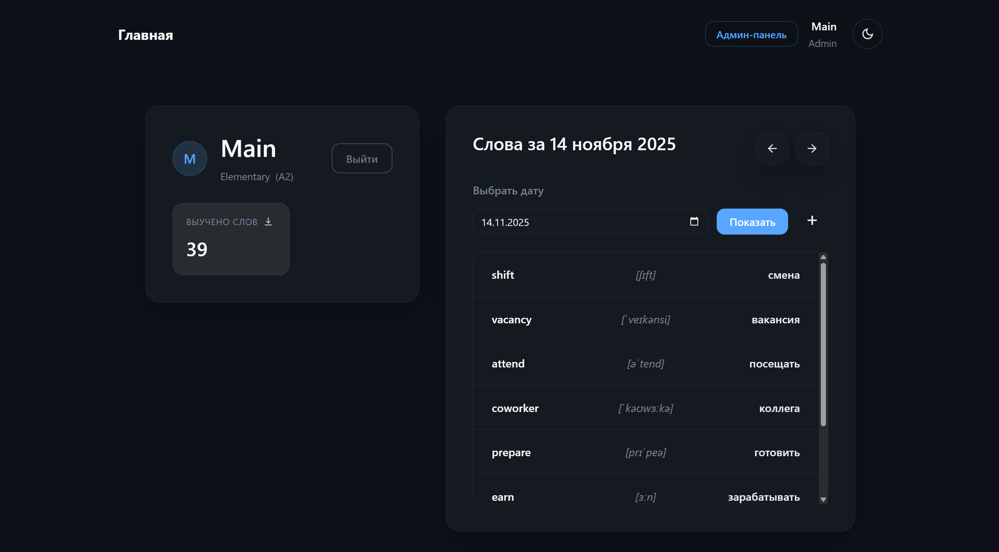 Главная
Админ-панель
Main
Admin
M
Main
Elementary (A2)
Выйти
ВЫУЧЕНО СЛОВ
39
Слова за 14 ноября 2025
Выбрать дату
14.11.2025
Показать
+
shift [ʃɪft] смена
vacancy [ˈveɪkənsi] вакансия
attend [əˈtend] посещать
coworker [ˈkəʊwɜːkə] коллега
prepare [prɪˈpeə] готовить
earn [ɜːn] зарабатывать